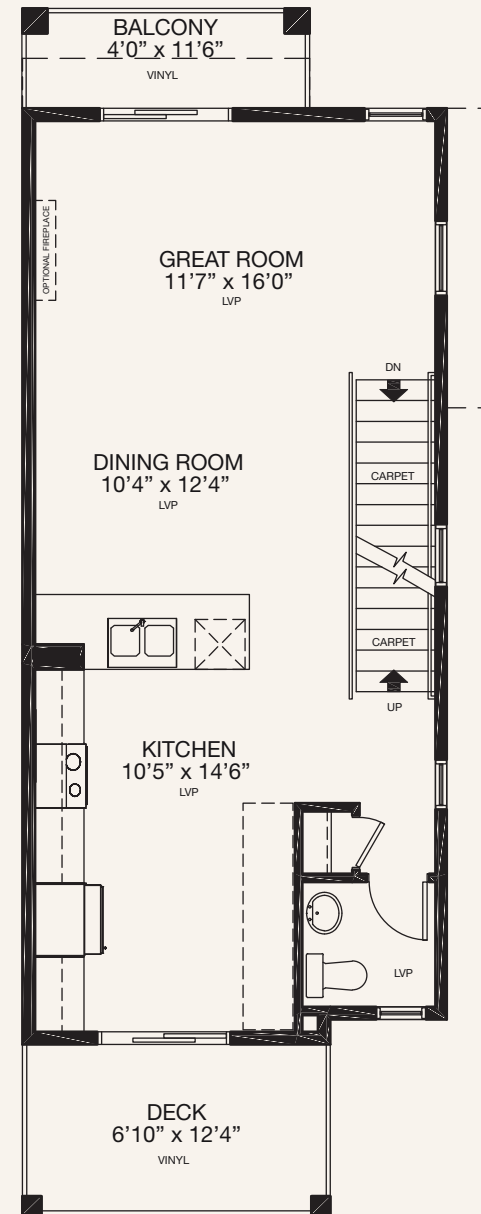 BALCONY
4’0” x 11’6”
VINYL
OPTIONAL FIREPLACE
GREAT ROOM
11’7” x 16’0”
LVP
DN
DINING ROOM
10’4” x 12’4”
LVP
CARPET
CARPET
UP
KITCHEN
10’5” x 14’6”
LVP
LVP
DECK
6’10” x 12’4”
VINYL